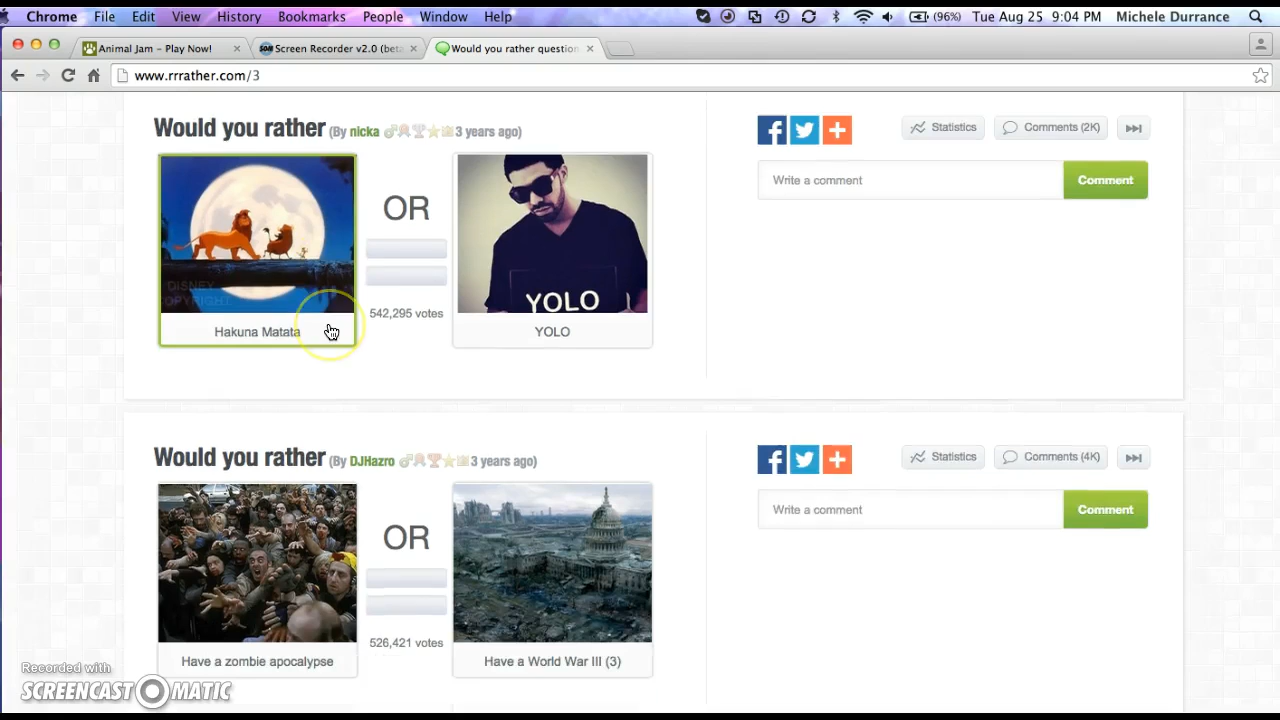 Chrome File Edit View History Bookmarks People Window Help (96%) Tue Aug 25 9:04 PM Michele Durrance
Animal Jam - Play Now! Screen Recorder v2.0 (beta Would you rather question
www.rrrather.com/3
Would you rather (By nicka 3 years ago)
Statistics Comments (2K)
Write a comment Comment
OR
DISNEY
COPYRIGHT
YOLO
542,295 votes
Hakuna Matata YOLO
Would you rather (By DJHazro 3 years ago)
Statistics Comments (4K)
Write a comment Comment
OR
526,421 votes
Have a zombie apocalypse Have a World War III (3)
Recorded with
SCREENCAST MATIC